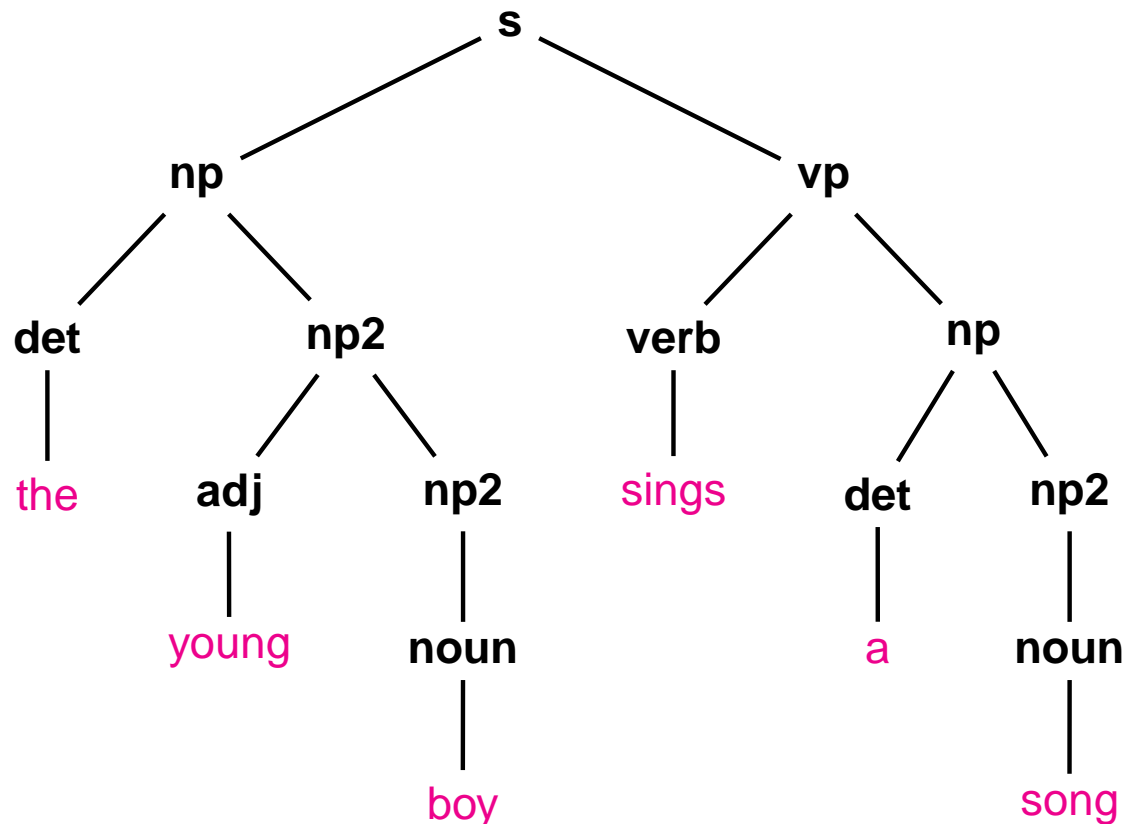 s
np vp
det np2 verb np
the adj np2 sings det np2
young noun a noun
boy song